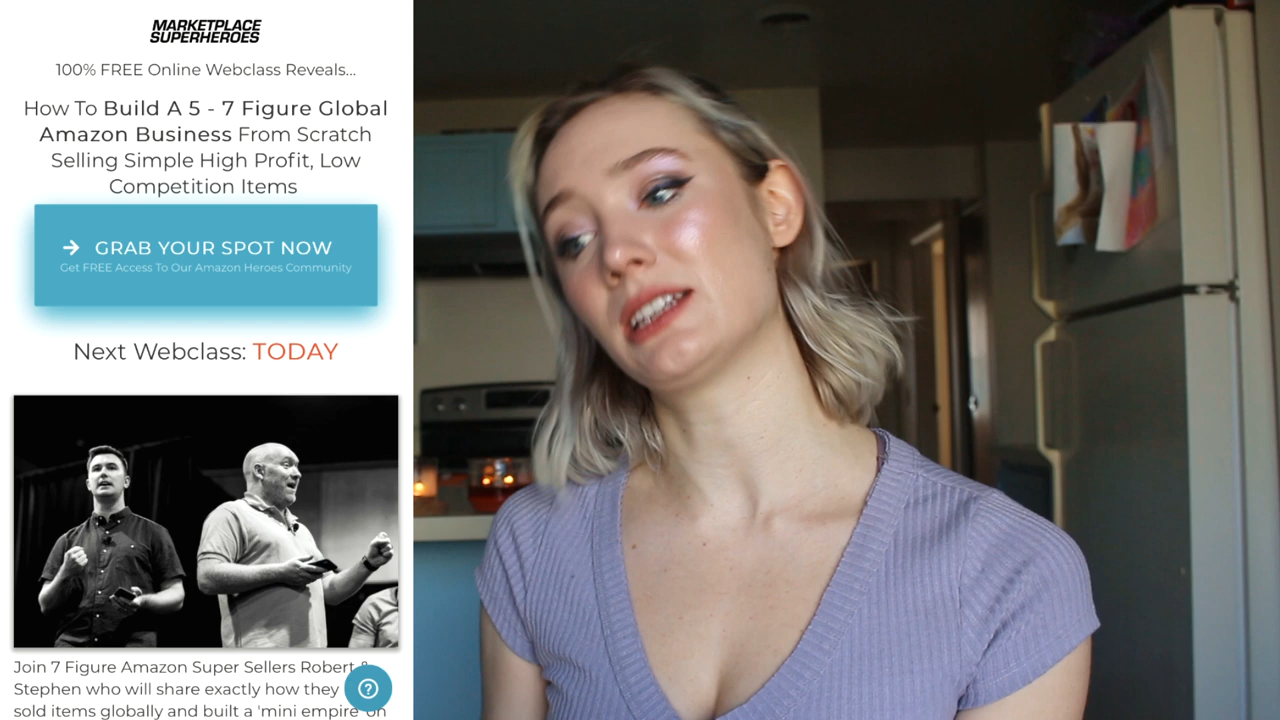 MARKETPLACE
SUPERHEROES
100% FREE Online Webclass Reveals...
How To Build A 5 - 7 Figure Global
Amazon Business From Scratch
Selling Simple High Profit, Low
Competition Items
GRAB YOUR SPOT NOW
Get FREE Access To Our Amazon Heroes Community
Next Webclass: TODAY
Join 7 Figure Amazon Super Sellers Robert &
Stephen who will share exactly how they
sold items globally and built a 'mini empire' on